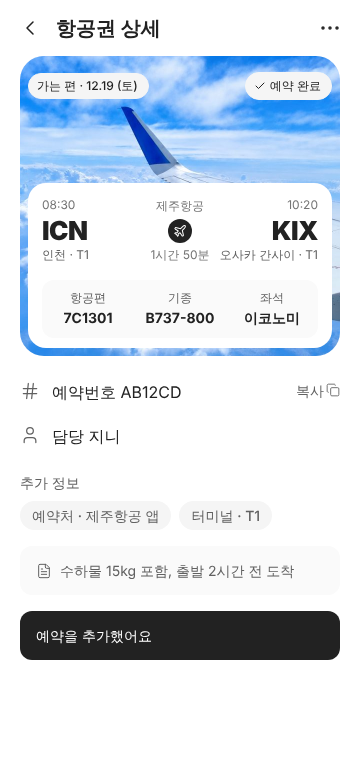 항공권 상세
가는 편 · 12.19 (토)
예약 완료
08:30
제주항공
10:20
ICN
KIX
인천 · T1
1시간 50분
오사카 간사이 · T1
항공편
기종
좌석
7C1301
B737-800
이코노미
예약번호 AB12CD
복사
담당 지니
추가 정보
예약처 · 제주항공 앱
터미널 · T1
수하물 15kg 포함, 출발 2시간 전 도착
예약을 추가했어요